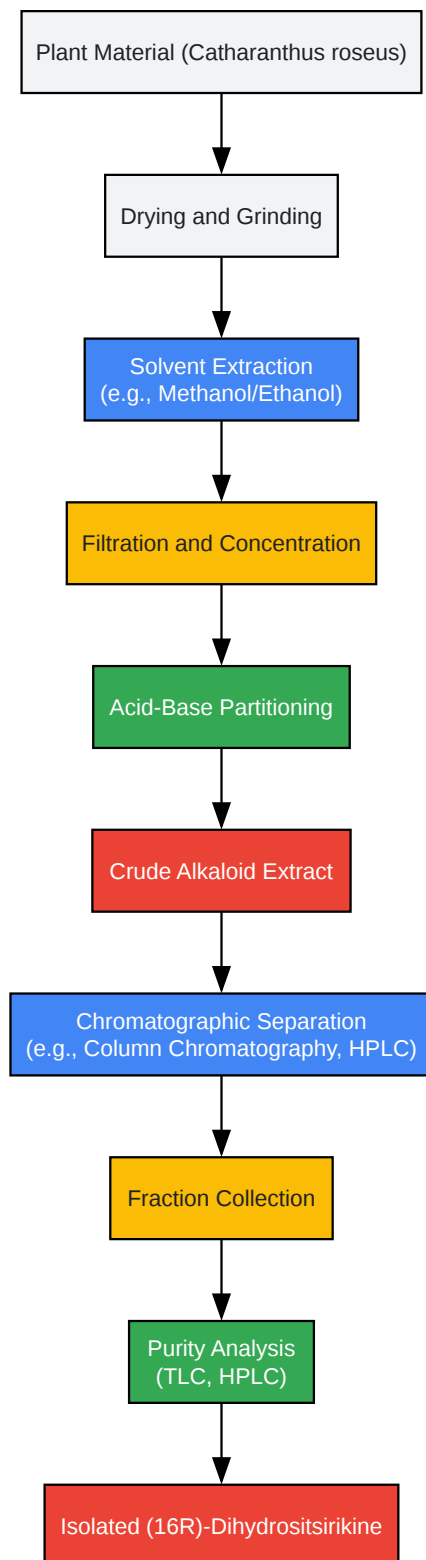 Plant Material (Catharanthus roseus)
Drying and Grinding
Solvent Extraction
(e.g., Methanol/Ethanol)
Filtration and Concentration
Acid-Base Partitioning
Crude Alkaloid Extract
Chromatographic Separation
(e.g., Column Chromatography, HPLC)
Fraction Collection
Purity Analysis
(TLC, HPLC)
Isolated (16R)-Dihydrositsirikine